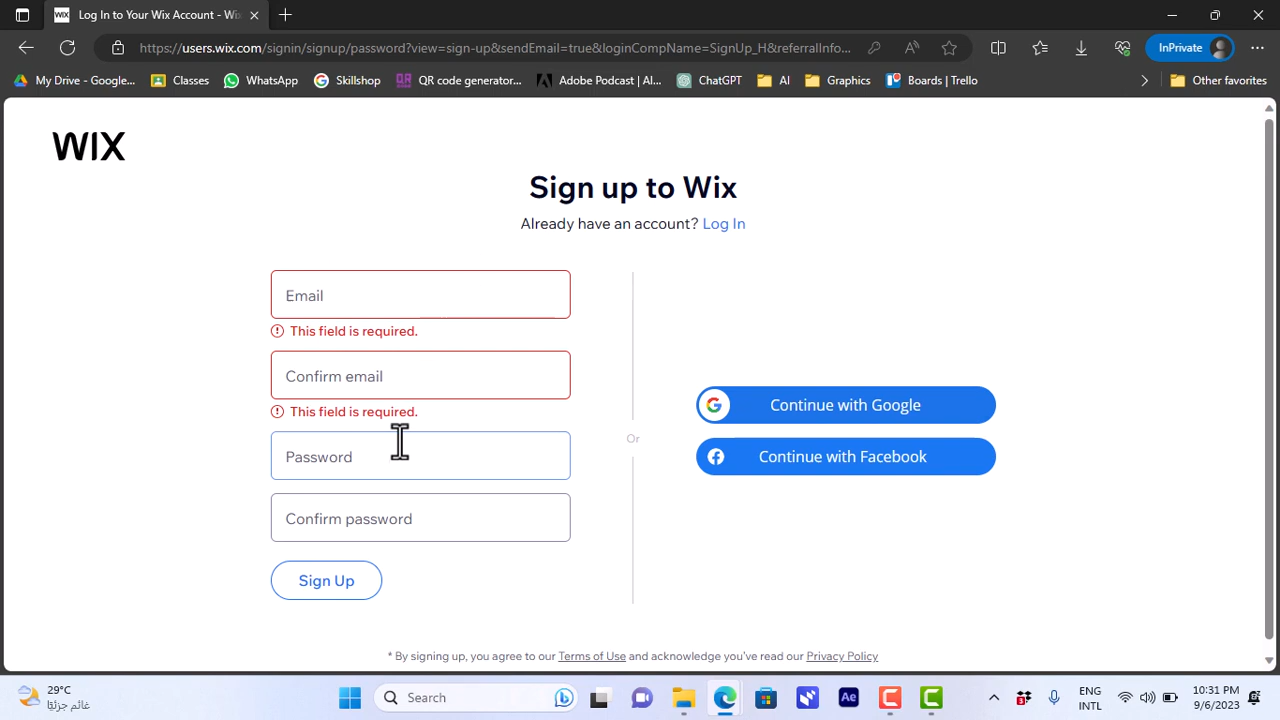 WIX Log In to Your Wix Account - Wi
https://users.wix.com/signin/signup/password?view=sign-up&sendEmail=true&loginCompName=SignUp_H&referralInfo... A InPrivate
My Drive - Google... Classes WhatsApp Skillshop QR code generator... Adobe Podcast | AI... ChatGPT AI Graphics Boards | Trello Other favorites
WIX
Sign up to Wix
Already have an account? Log In
Email
This field is required.
Confirm email
This field is required.
Password
Confirm password
Sign Up
Or
Continue with Google
Continue with Facebook
* By signing up, you agree to our Terms of Use and acknowledge you've read our Privacy Policy
29°C
غائم جزئيًا
Search
Ae
ENG
INTL
10:31 PM
9/6/2023